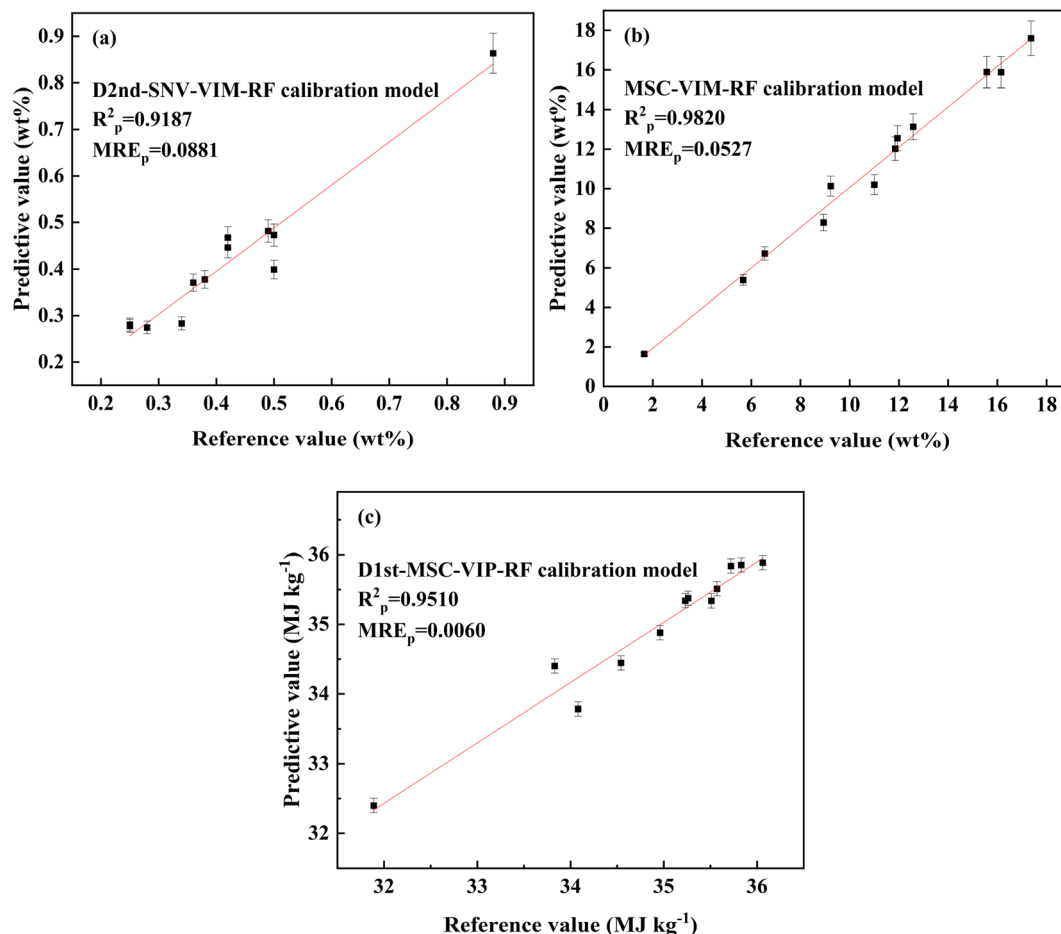 (a)
D2nd-SNV-VIM-RF calibration model
R²ₚ=0.9187
MREₚ=0.0881
Predictive value (wt%)
0.9
0.8
0.7
0.6
0.5
0.4
0.3
0.2
0.2 0.3 0.4 0.5 0.6 0.7 0.8 0.9
Reference value (wt%)
(b)
MSC-VIM-RF calibration model
R²ₚ=0.9820
MREₚ=0.0527
Predictive value (wt%)
18
16
14
12
10
8
6
4
2
0
0 2 4 6 8 10 12 14 16 18
Reference value (wt%)
(c)
D1st-MSC-VIP-RF calibration model
R²ₚ=0.9510
MREₚ=0.0060
Predictive value (MJ kg⁻¹)
36
35
34
33
32
32 33 34 35 36
Reference value (MJ kg⁻¹)